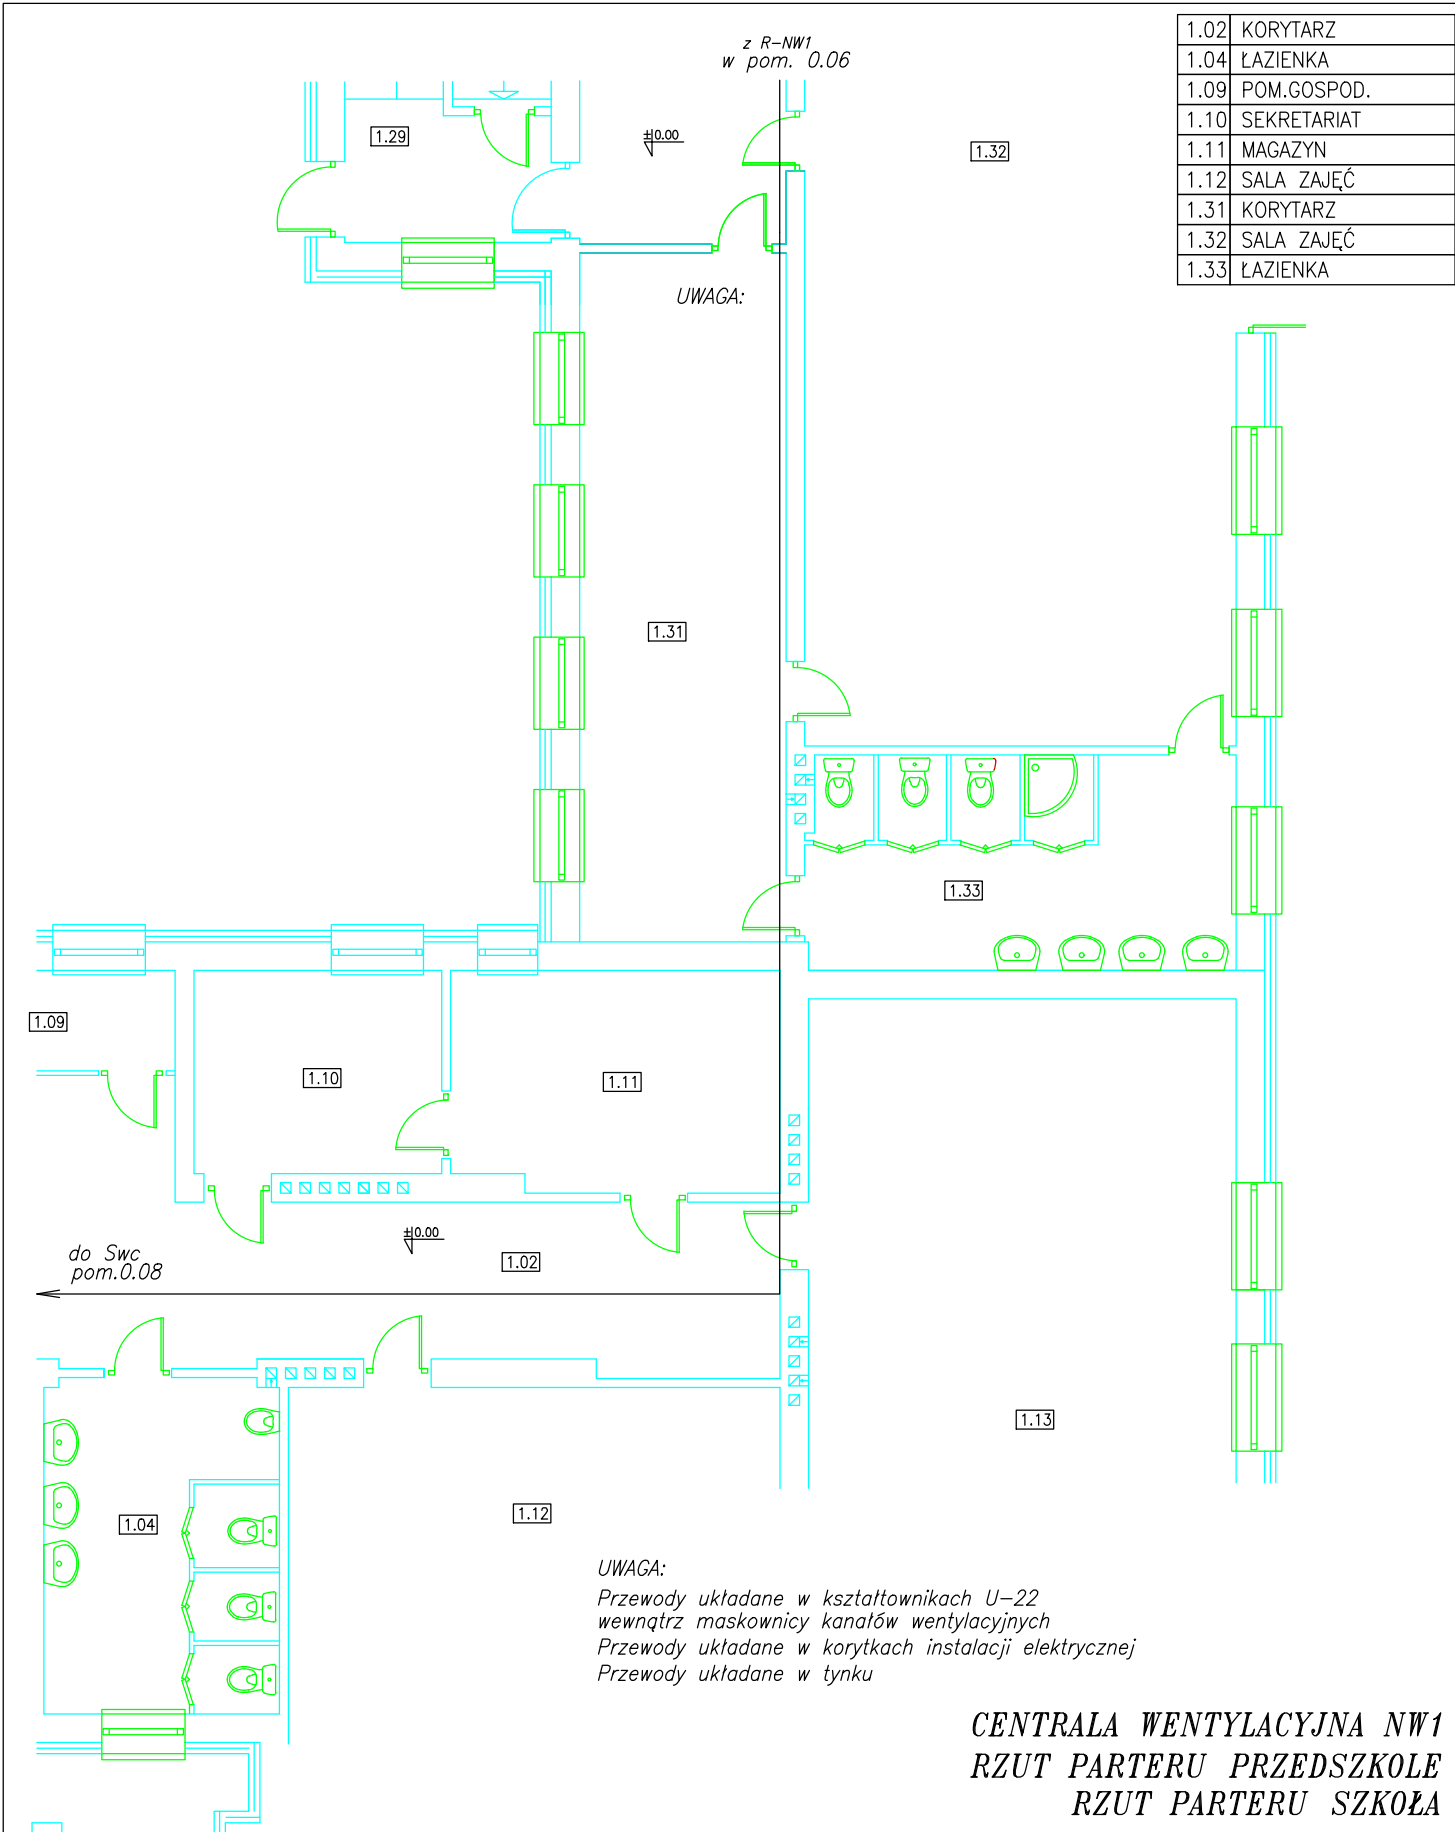 z R-NW1
w pom. 0.06
1.02 KORYTARZ
1.04 ŁAZIENKA
1.09 POM.GOSPOD.
1.10 SEKRETARIAT
1.11 MAGAZYN
1.12 SALA ZAJĘĆ
1.31 KORYTARZ
1.32 SALA ZAJĘĆ
1.33 ŁAZIENKA
1.29
±0.00
1.32
UWAGA:
1.31
1.33
1.09
1.10
1.11
±0.00
do Swc
pom.0.08
1.02
1.13
1.12
1.04
UWAGA:
Przewody układane w kształtownikach U-22
wewnątrz maskownicy kanałów wentylacyjnych
Przewody układane w korytkach instalacji elektrycznej
Przewody układane w tynku
CENTRALA WENTYLACYJNA NW1
RZUT PARTERU PRZEDSZKOLE
RZUT PARTERU SZKOŁA